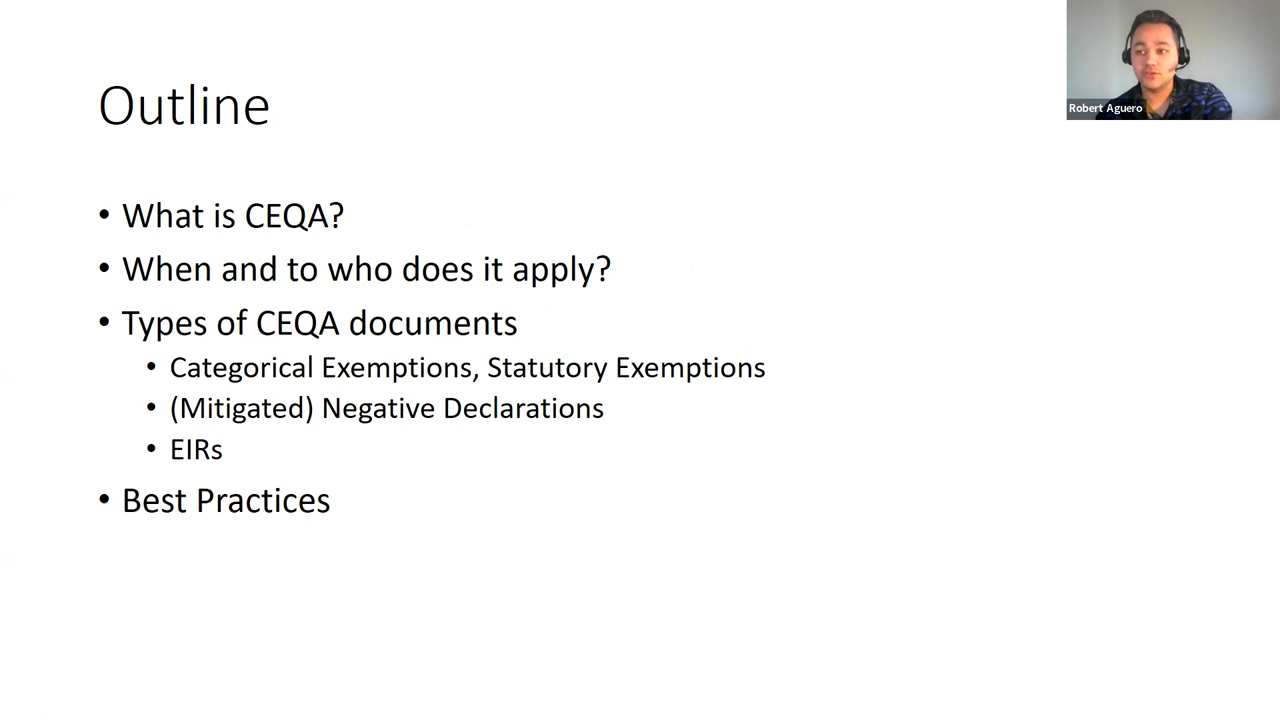 Outline
Robert Aguero
• What is CEQA?
• When and to who does it apply?
• Types of CEQA documents
• Categorical Exemptions, Statutory Exemptions
• (Mitigated) Negative Declarations
• EIRs
• Best Practices